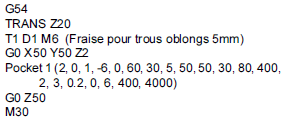 G54
TRANS Z20
T1 D1 M6 (Fraise pour trous oblongs 5mm)
G0 X50 Y50 Z2
Pocket 1 (2, 0, 1, -6, 0, 60, 30, 5, 50, 50, 30, 80, 400,
2, 3, 0.2, 0, 6, 400, 4000)
G0 Z50
M30